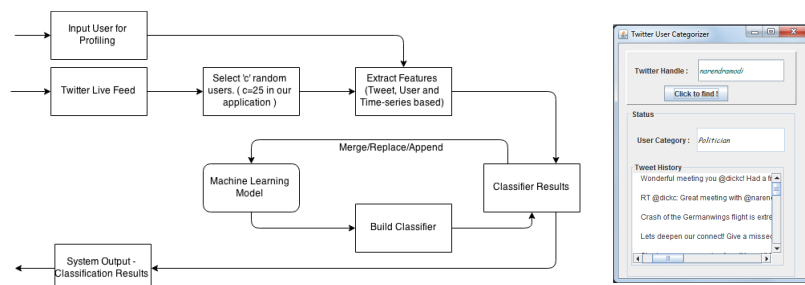 Input User for
Profiling
Twitter Live Feed
Select 'c' random
users. ( c=25 in our
application )
Extract Features
(Tweet, User and
Time-series based)
Merge/Replace/Append
Machine Learning
Model
Classifier Results
Build Classifier
System Output -
Classification Results
Twitter User Categorizer
Twitter Handle :
narendramodi
Click to find !
Status
User Category :
Politician
Tweet History
Wonderful meeting you @dickc! Had a
RT @dickc: Great meeting with @naren
Crash of the Germanwings flight is extre
Lets deepen our connect! Give a missed